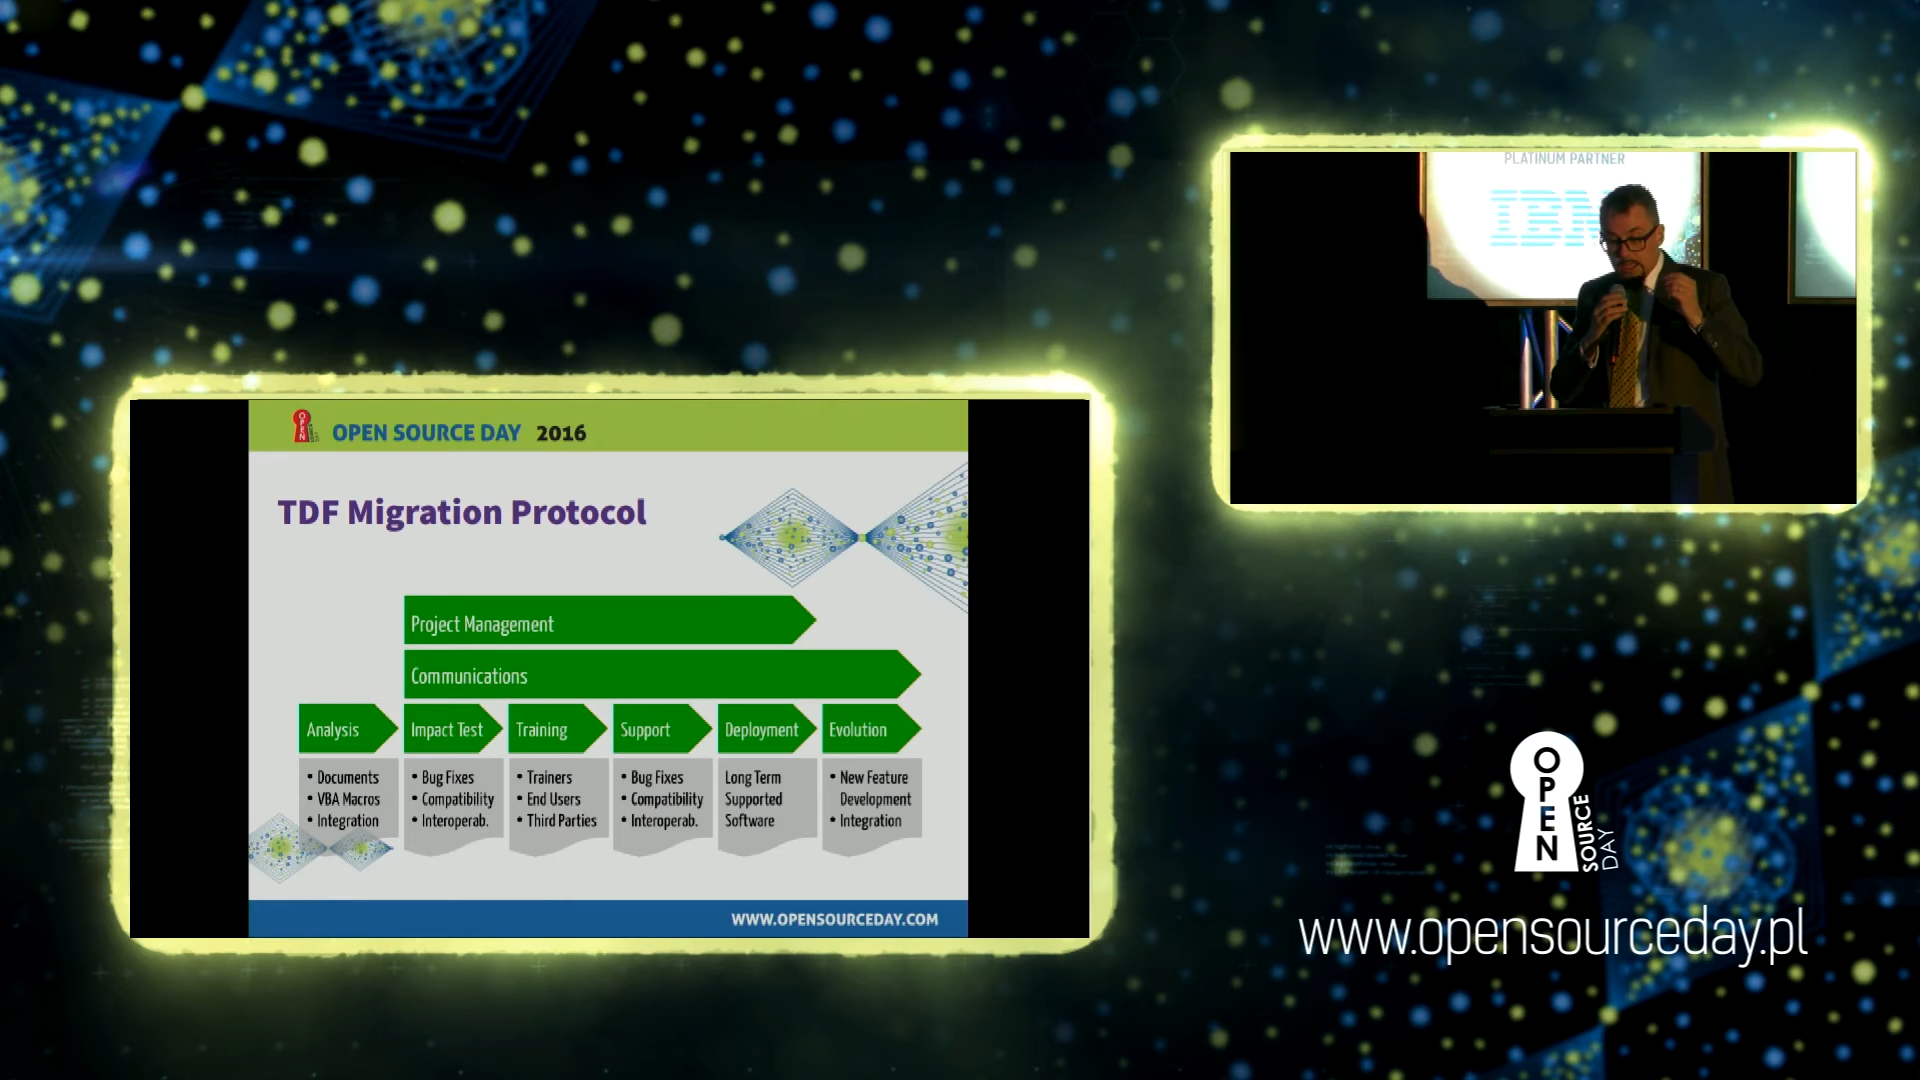 PLATINUM PARTNER
IBM
OPEN SOURCE DAY 2016
TDF Migration Protocol
Project Management
Communications
Analysis
Impact Test
Training
Support
Deployment
Evolution
• Documents
• VBA Macros
• Integration
• Bug Fixes
• Compatibility
• Interoperab.
• Trainers
• End Users
• Third Parties
• Bug Fixes
• Compatibility
• Interoperab.
Long Term
Supported
Software
• New Feature
Development
• Integration
WWW.OPENSOURCEDAY.COM
OPEN
SOURCE
DAY
www.opensourceday.pl